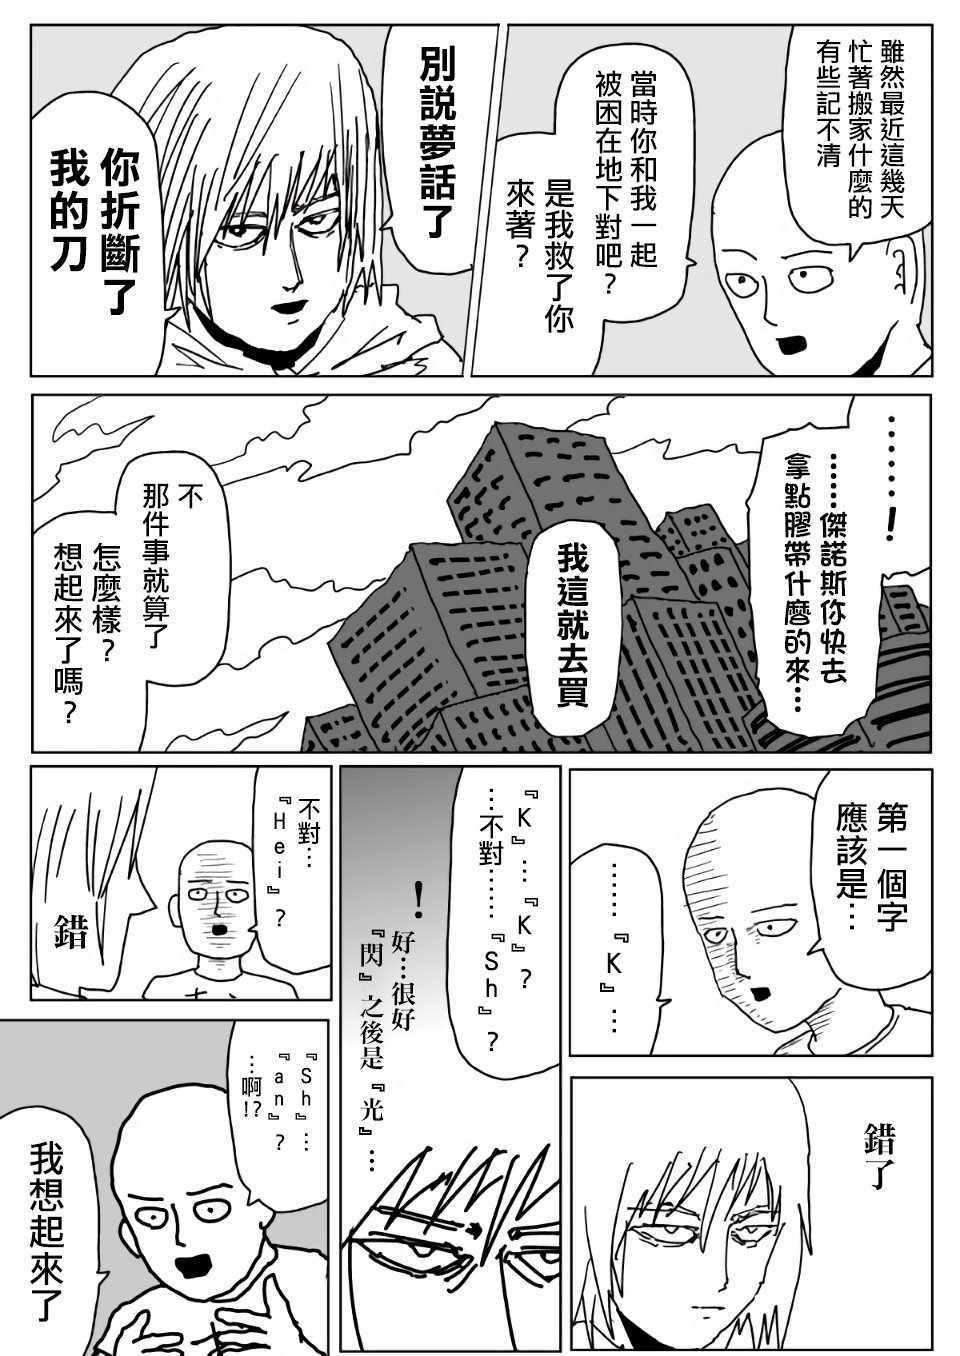 雖然最近這幾天
忙著搬家什麼的
有些記不清
當時你和我一起
被困在地下對吧？
是我救了你
來著？
別説夢話了
你折斷了
我的刀
………！
……傑諾斯你快去
拿點膠帶什麼的來…
我這就去買
不
那件事就算了
怎麼樣？
想起來了嗎？
第一個字
應該是…
……『K』…
錯了
『K』…『K』？
…不對……『Sh』？
！
好…很好
『閃』之後是『光』…
不對…
『Hei』？
錯
『Sh』…
『an』？
…啊!?
我想起來了